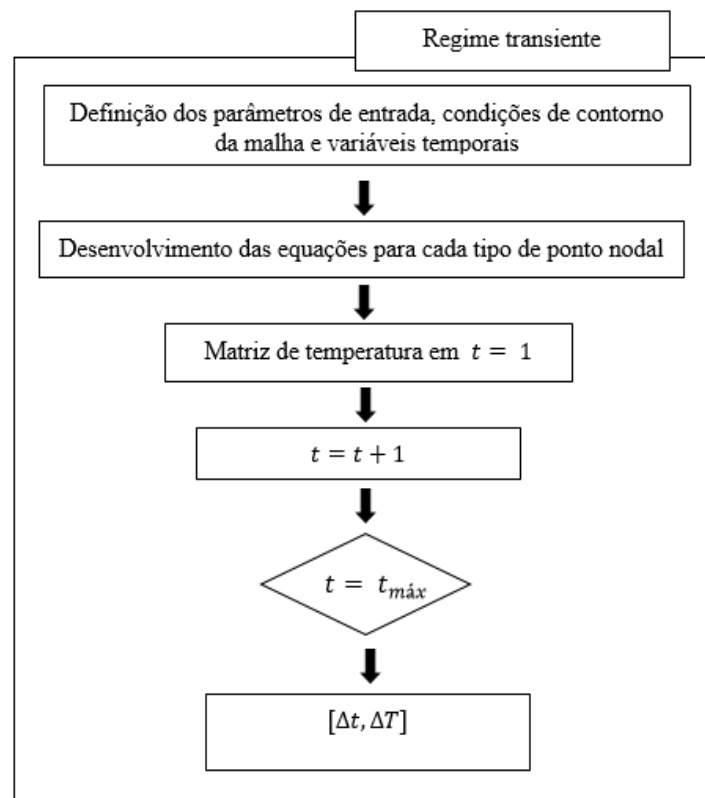 Regime transiente
Definição dos parâmetros de entrada, condições de contorno
da malha e variáveis temporais
Desenvolvimento das equações para cada tipo de ponto nodal
Matriz de temperatura em t = 1
t = t + 1
t = t_máx
[Δt, ΔT]